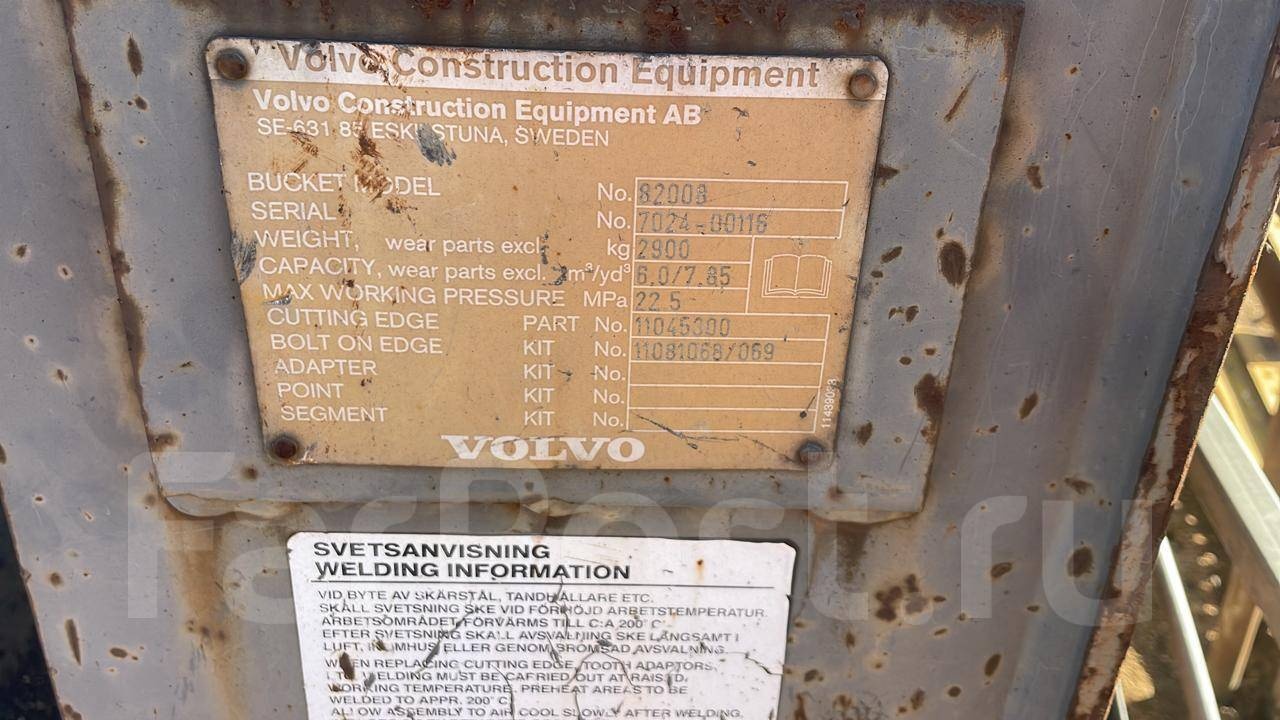 Volvo Construction Equipment
Volvo Construction Equipment AB
SE-631 85 ESKILSTUNA, SWEDEN
BUCKET MODEL No. 82008
SERIAL No. 7024-00116
WEIGHT, wear parts excl. kg 2900
CAPACITY, wear parts excl. m³/yd³ 6.0/7.85
MAX WORKING PRESSURE MPa 22.5
CUTTING EDGE PART No. 11045300
BOLT ON EDGE KIT No. 11081068/069
ADAPTER KIT No.
POINT KIT No.
SEGMENT KIT No.
VOLVO
FarPost.ru
SVETSANVISNING
WELDING INFORMATION
VID BYTE AV SKÄRSTÅL, TANDHÅLLARE ETC.
SKALL SVETSNING SKE VID FÖRHÖJD ARBETSTEMPERATUR.
ARBETSOMRÅDET FÖRVÄRMS TILL C:A 200° C
EFTER SVETSNING SKALL AVSVALNING SKE LÅNGSAMT I
LUFT, INOMHUS ELLER GENOM BROMSAD AVSVALNING.
WHEN REPLACING CUTTING EDGE, TOOTH ADAPTORS,
WELDING MUST BE CARRIED OUT AT RAISED
WORKING TEMPERATURE, PREHEAT AREAS TO BE
WELDED TO APPR. 200° C
ALLOW ASSEMBLY TO AIR COOL SLOWLY AFTER WELDING.